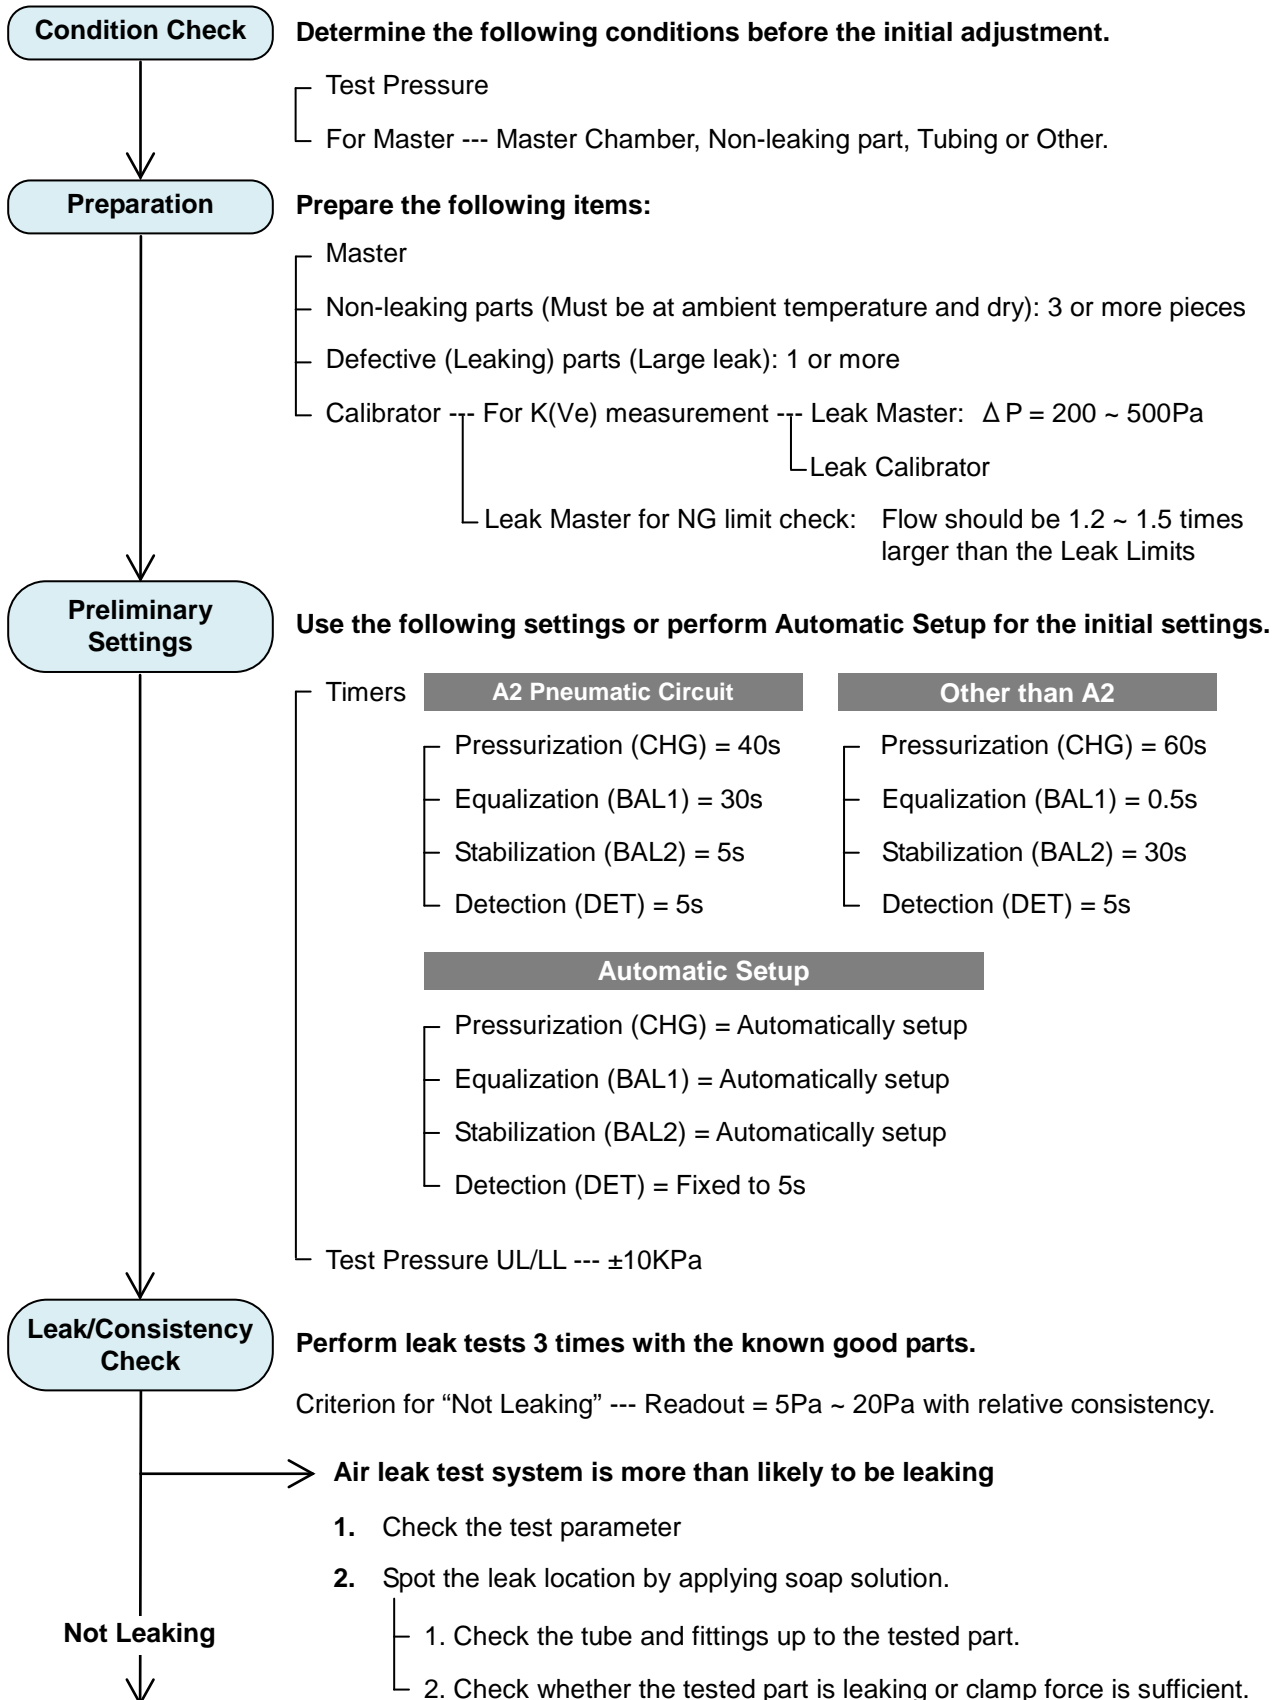 Condition Check
Determine the following conditions before the initial adjustment.
Test Pressure
For Master --- Master Chamber, Non-leaking part, Tubing or Other.
Preparation
Prepare the following items:
Master
Non-leaking parts (Must be at ambient temperature and dry): 3 or more pieces
Defective (Leaking) parts (Large leak): 1 or more
Calibrator --- For K(Ve) measurement --- Leak Master: Δ P = 200 ~ 500Pa
Leak Calibrator
Leak Master for NG limit check: Flow should be 1.2 ~ 1.5 times
larger than the Leak Limits
Preliminary
Settings
Use the following settings or perform Automatic Setup for the initial settings.
Timers
A2 Pneumatic Circuit
Pressurization (CHG) = 40s
Equalization (BAL1) = 30s
Stabilization (BAL2) = 5s
Detection (DET) = 5s
Other than A2
Pressurization (CHG) = 60s
Equalization (BAL1) = 0.5s
Stabilization (BAL2) = 30s
Detection (DET) = 5s
Automatic Setup
Pressurization (CHG) = Automatically setup
Equalization (BAL1) = Automatically setup
Stabilization (BAL2) = Automatically setup
Detection (DET) = Fixed to 5s
Test Pressure UL/LL --- ±10KPa
Leak/Consistency
Check
Perform leak tests 3 times with the known good parts.
Criterion for “Not Leaking” --- Readout = 5Pa ~ 20Pa with relative consistency.
Air leak test system is more than likely to be leaking
1. Check the test parameter
2. Spot the leak location by applying soap solution.
1. Check the tube and fittings up to the tested part.
2. Check whether the tested part is leaking or clamp force is sufficient.
Not Leaking